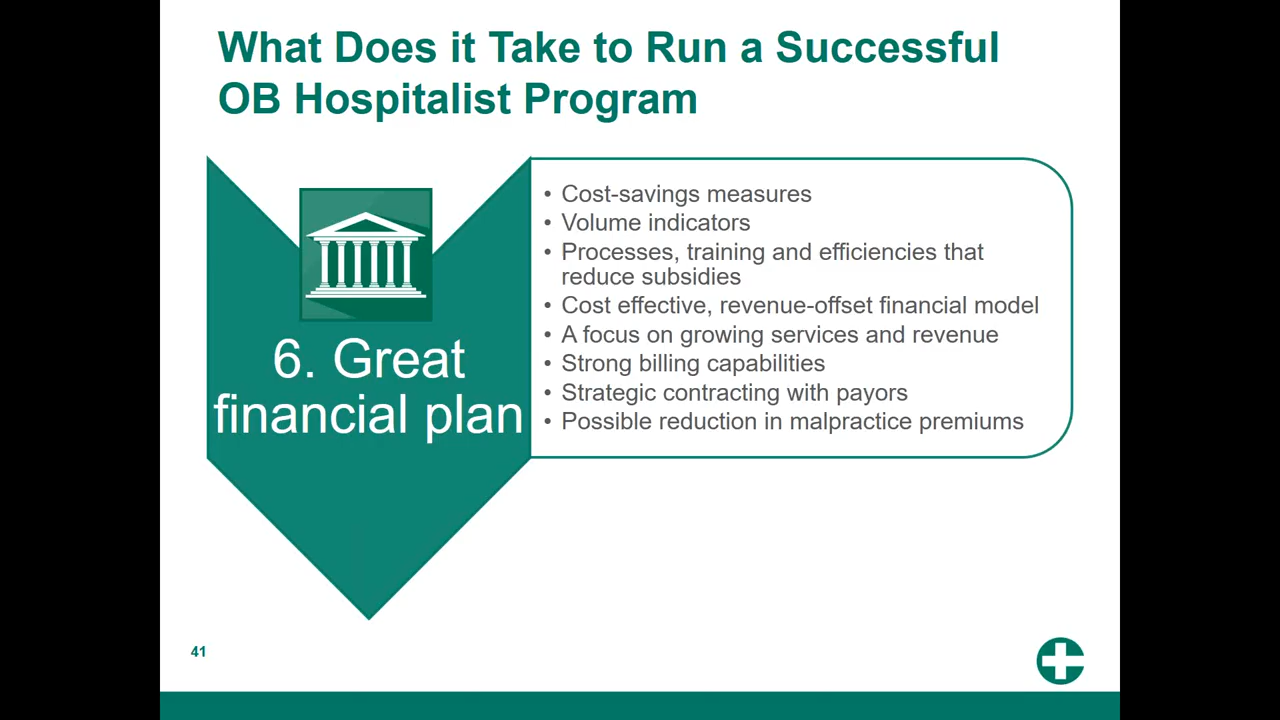 What Does it Take to Run a Successful
OB Hospitalist Program
6. Great
financial plan
• Cost-savings measures
• Volume indicators
• Processes, training and efficiencies that
reduce subsidies
• Cost effective, revenue-offset financial model
• A focus on growing services and revenue
• Strong billing capabilities
• Strategic contracting with payors
• Possible reduction in malpractice premiums
41